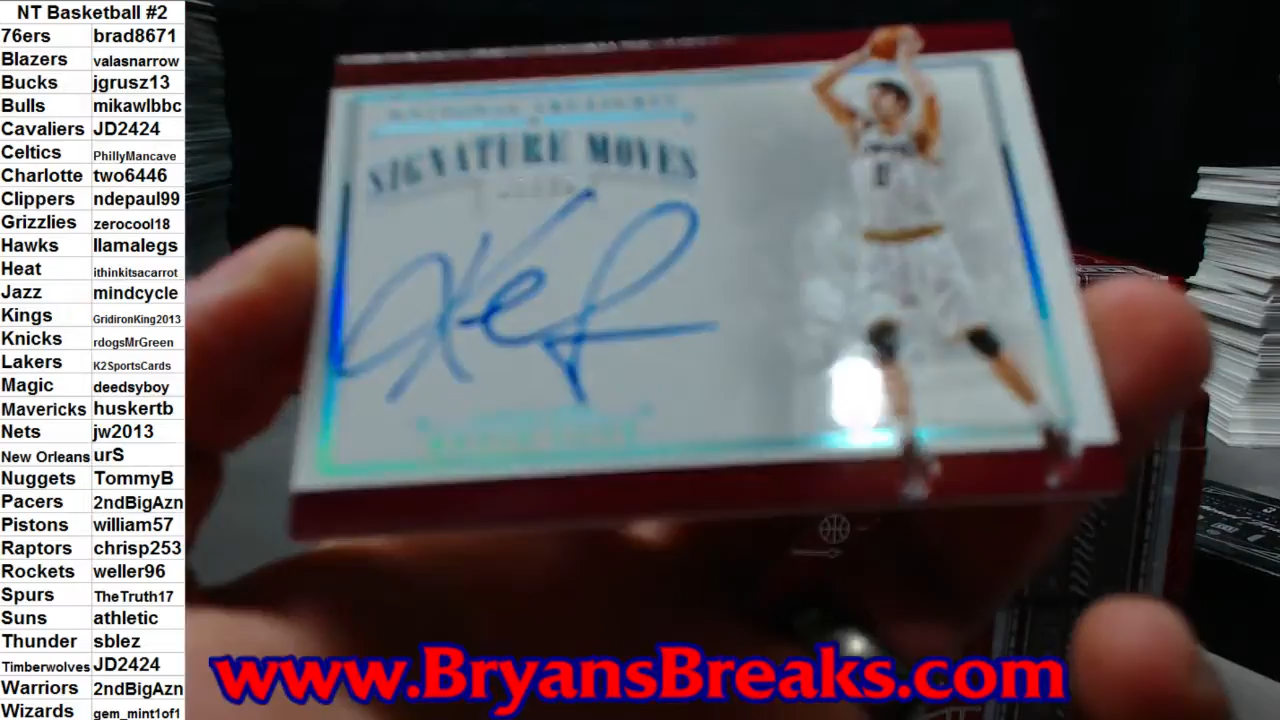 NT Basketball #2
76ers brad8671
Blazers valasnarrow
Bucks jgrusz13
Bulls mikawlbbc
Cavaliers JD2424
Celtics PhillyMancave
Charlotte two6446
Clippers ndepaul99
Grizzlies zerocool18
Hawks llamalegs
Heat ithinkitsacarrot
Jazz mindcycle
Kings GridironKing2013
Knicks rdogsMrGreen
Lakers K2SportsCards
Magic deedsyboy
Mavericks huskertb
Nets jw2013
New Orleans urS
Nuggets TommyB
Pacers 2ndBigAzn
Pistons william57
Raptors chrisp253
Rockets weller96
Spurs TheTruth17
Suns athletic
Thunder sblez
Timberwolves JD2424
Warriors 2ndBigAzn
Wizards gem_mint1of1
NATIONAL TREASURES
SIGNATURE MOVES
www.BryansBreaks.com